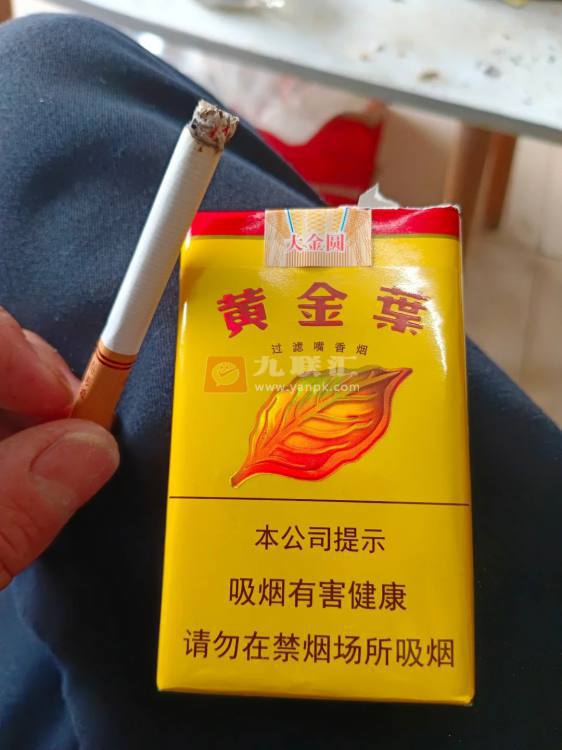 大金圆
黄金葉
过滤嘴香烟
九联汇
www.yanpk.com
本公司提示
吸烟有害健康
请勿在禁烟场所吸烟